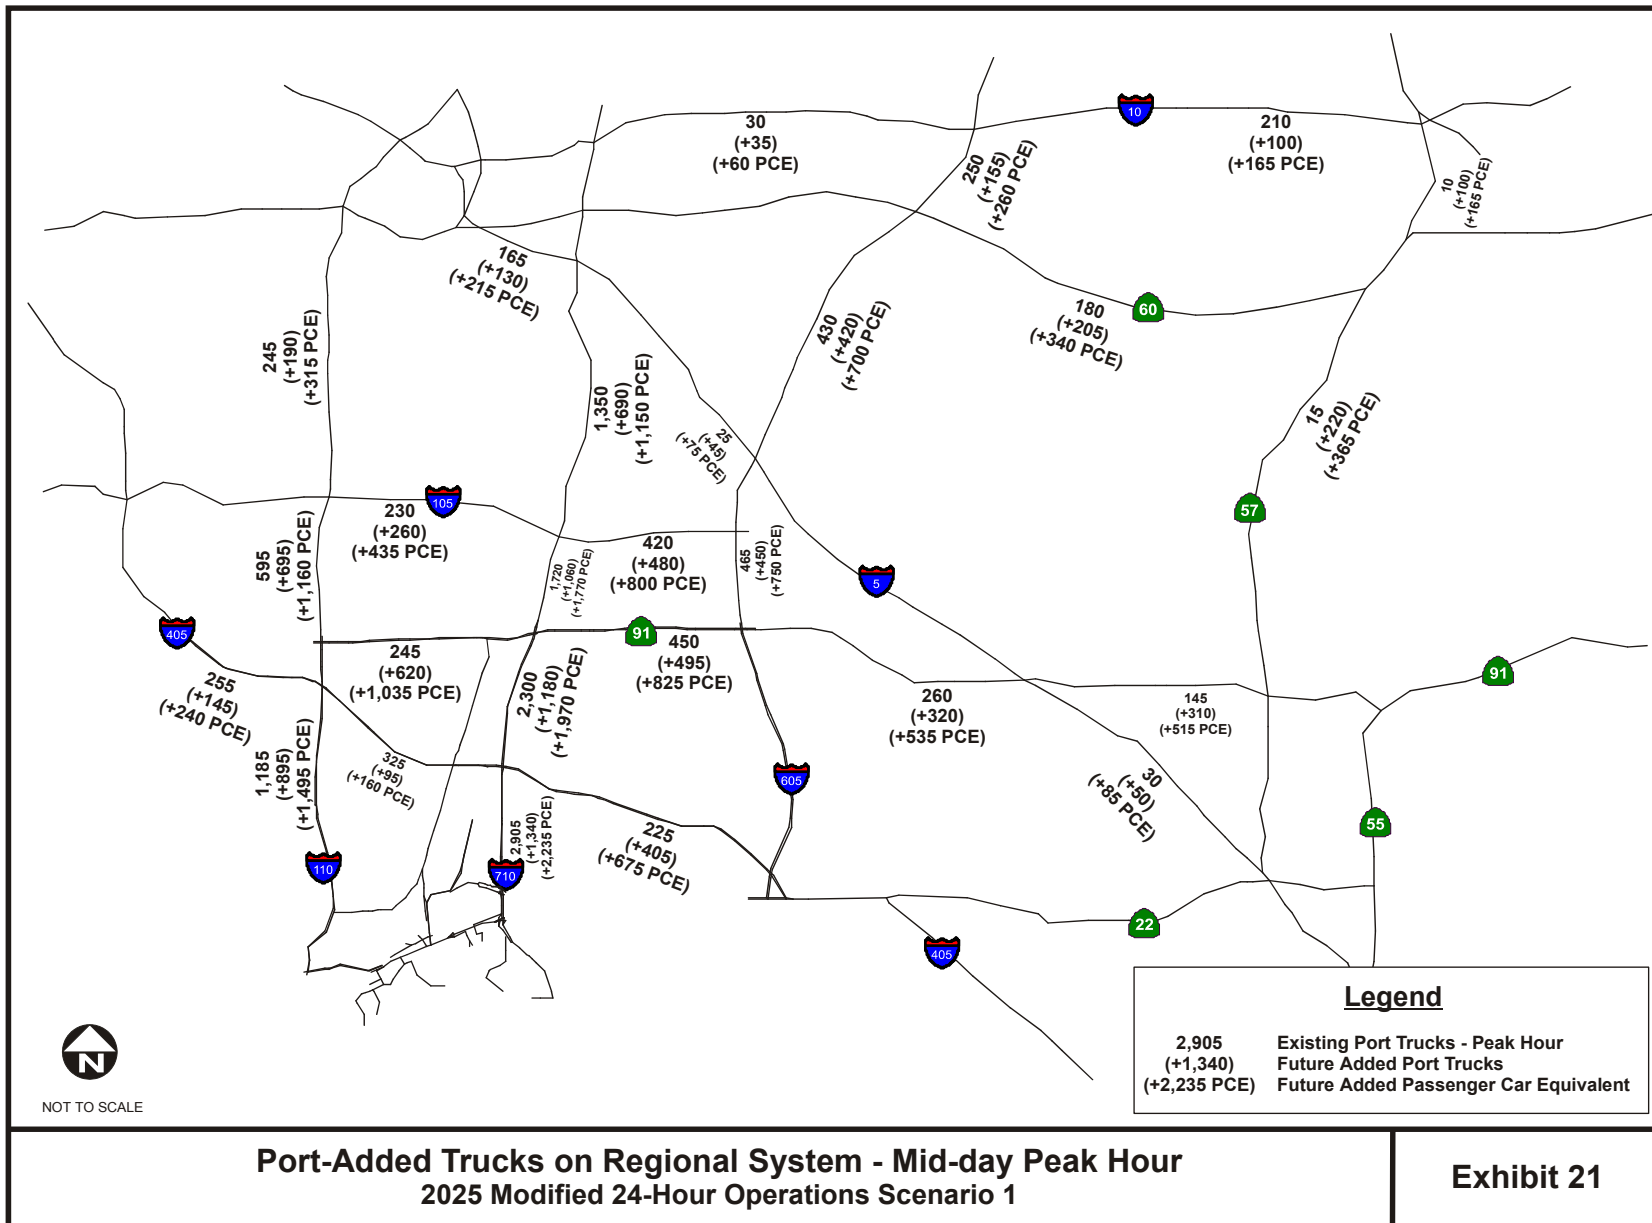 10
30
(+35)
(+60 PCE)
210
(+100)
(+165 PCE)
250
(+155)
(+260 PCE)
10
(+100)
(+165 PCE)
165
(+130)
(+215 PCE)
180
(+205)
(+340 PCE)
60
245
(+190)
(+315 PCE)
1,350
(+690)
(+1,150 PCE)
430
(+420)
(+700 PCE)
25
(+45)
(+75 PCE)
15
(+220)
(+365 PCE)
57
105
230
(+260)
(+435 PCE)
420
(+480)
(+800 PCE)
595
(+695)
(+1,160 PCE)
1,720
(+1,060)
(+1,770 PCE)
465
(+450)
(+750 PCE)
5
405
91
245
(+620)
(+1,035 PCE)
450
(+495)
(+825 PCE)
2,300
(+1,180)
(+1,970 PCE)
255
(+145)
(+240 PCE)
260
(+320)
(+535 PCE)
145
(+310)
(+515 PCE)
91
1,185
(+895)
(+1,495 PCE)
325
(+95)
(+160 PCE)
605
30
(+50)
(+85 PCE)
55
2,905
(+1,340)
(+2,235 PCE)
225
(+405)
(+675 PCE)
110
710
22
405
Legend
2,905 Existing Port Trucks - Peak Hour
(+1,340) Future Added Port Trucks
(+2,235 PCE) Future Added Passenger Car Equivalent
N
NOT TO SCALE
Port-Added Trucks on Regional System - Mid-day Peak Hour
2025 Modified 24-Hour Operations Scenario 1
Exhibit 21